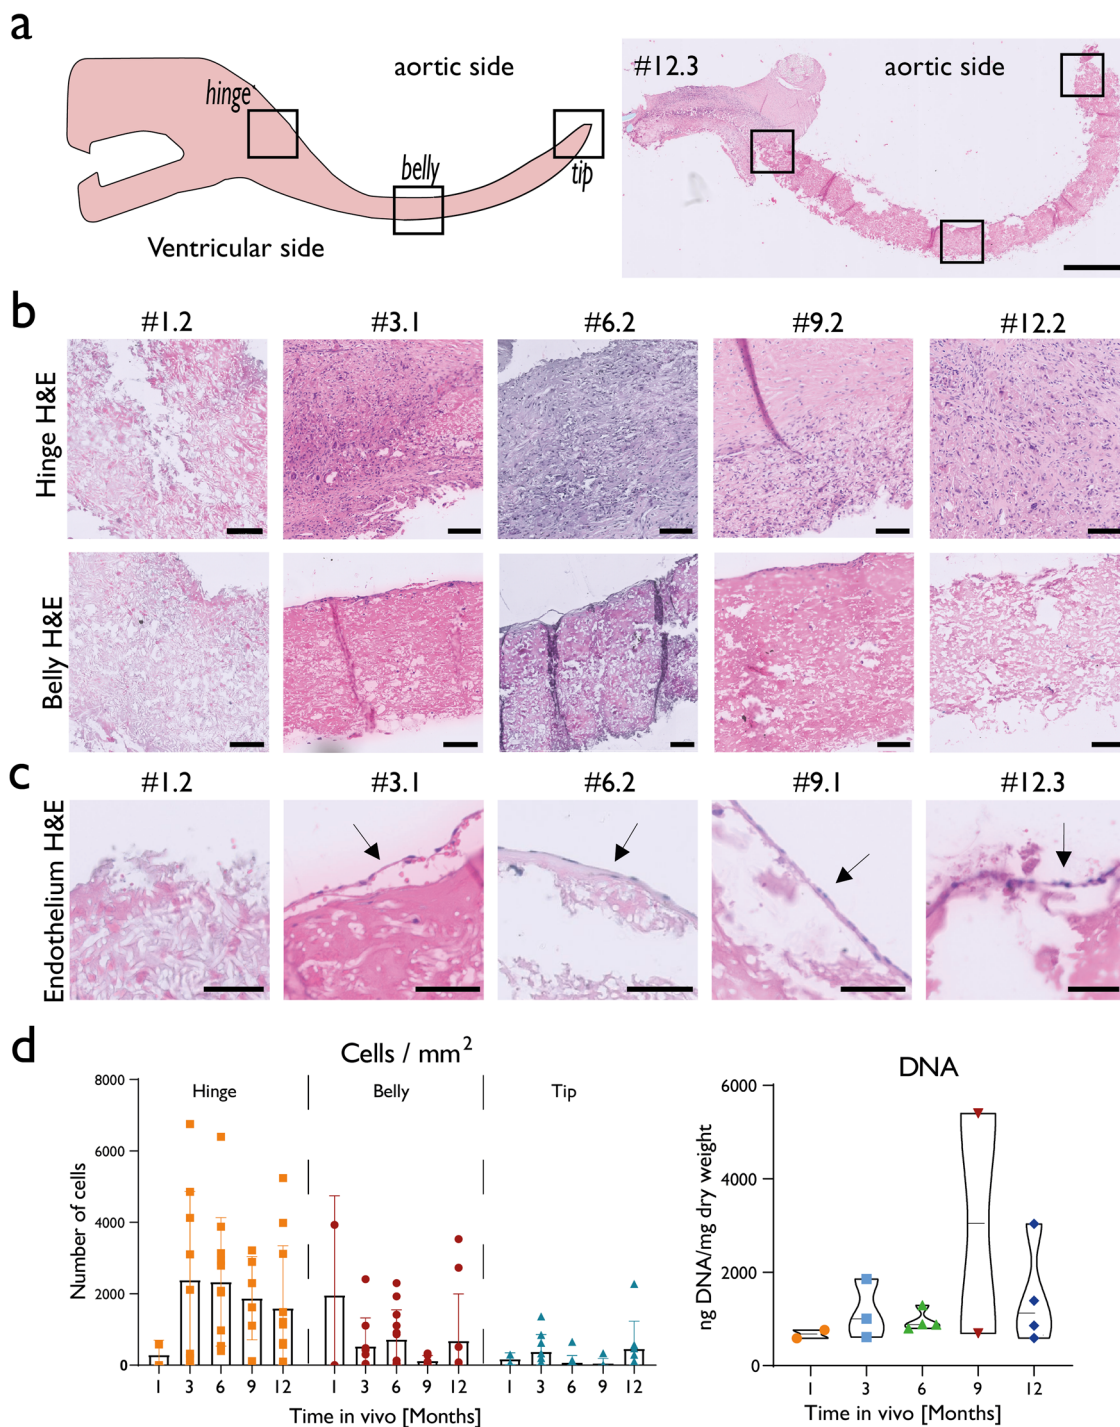 a
hinge
aortic side
belly
tip
Ventricular side
#12.3
aortic side
b
#1.2
#3.1
#6.2
#9.2
#12.2
Hinge H&E
Belly H&E
c
#1.2
#3.1
#6.2
#9.1
#12.3
Endothelium H&E
d
Cells / mm²
Hinge
Belly
Tip
Number of cells
8000
6000
4000
2000
0
1 3 6 9 12 1 3 6 9 12 1 3 6 9 12
Time in vivo [Months]
DNA
ng DNA/mg dry weight
6000
4000
2000
0
1 3 6 9 12
Time in vivo [Months]